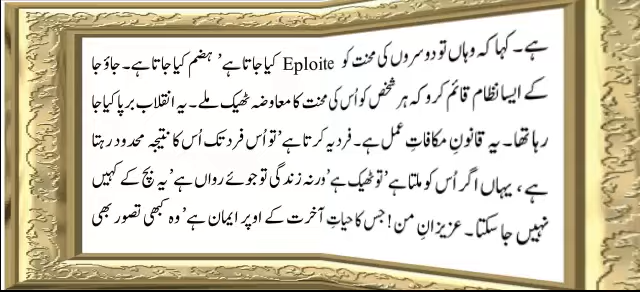 ہے۔ کہا کہ وہاں تو دوسروں کی محنت کو Eploite کیا جاتا ہے، ہضم کیا جاتا ہے۔ جاؤ جا
کے ایسا نظام قائم کرو کہ ہر شخص کو اُس کی محنت کا معاوضہ ٹھیک ملے۔ یہ انقلاب برپا کیا جا
رہا تھا۔ یہ قانونِ مکافاتِ عمل ہے۔ فرد یہ کرتا ہے، تو اُس فرد تک اُس کا نتیجہ محدود رہتا
ہے، یہاں اگر اُس کو ملتا ہے، تو ٹھیک ہے، ورنہ زندگی تو جوئے رواں ہے، یہ بچ کے کہیں
نہیں جا سکتا۔ عزیزانِ من! جس کا حیاتِ آخرت کے اوپر ایمان ہے، وہ کبھی تصور بھی